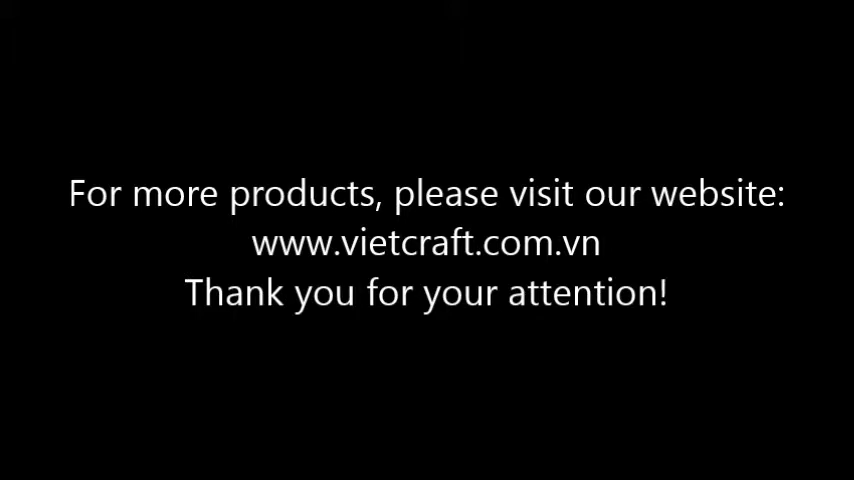 For more products, please visit our website:
www.vietcraft.com.vn
Thank you for your attention!